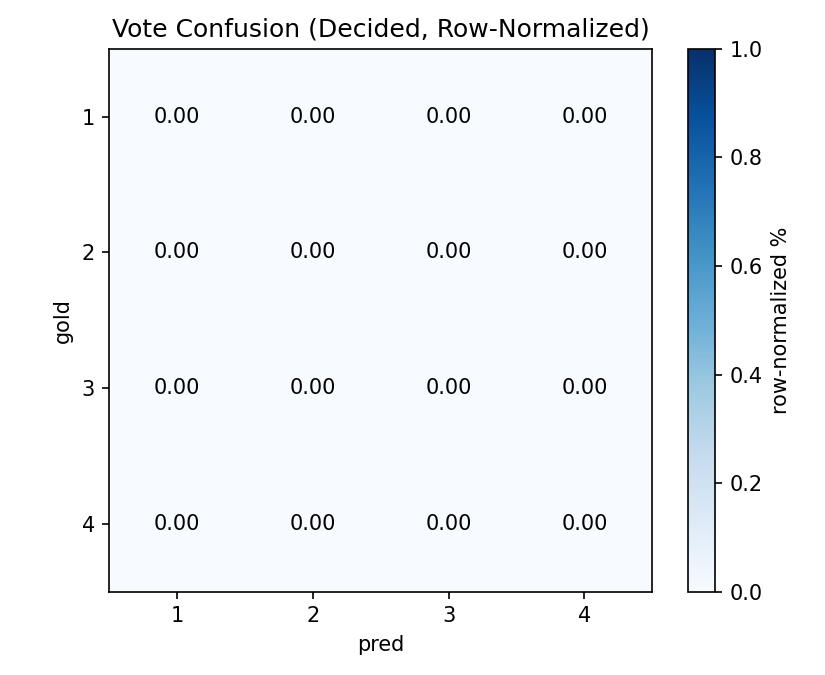 Vote Confusion (Decided, Row-Normalized)
1 0.00 0.00 0.00 0.00
2 0.00 0.00 0.00 0.00
3 0.00 0.00 0.00 0.00
4 0.00 0.00 0.00 0.00
1 2 3 4
pred
gold
1.0
0.8
0.6
0.4
0.2
0.0
row-normalized %